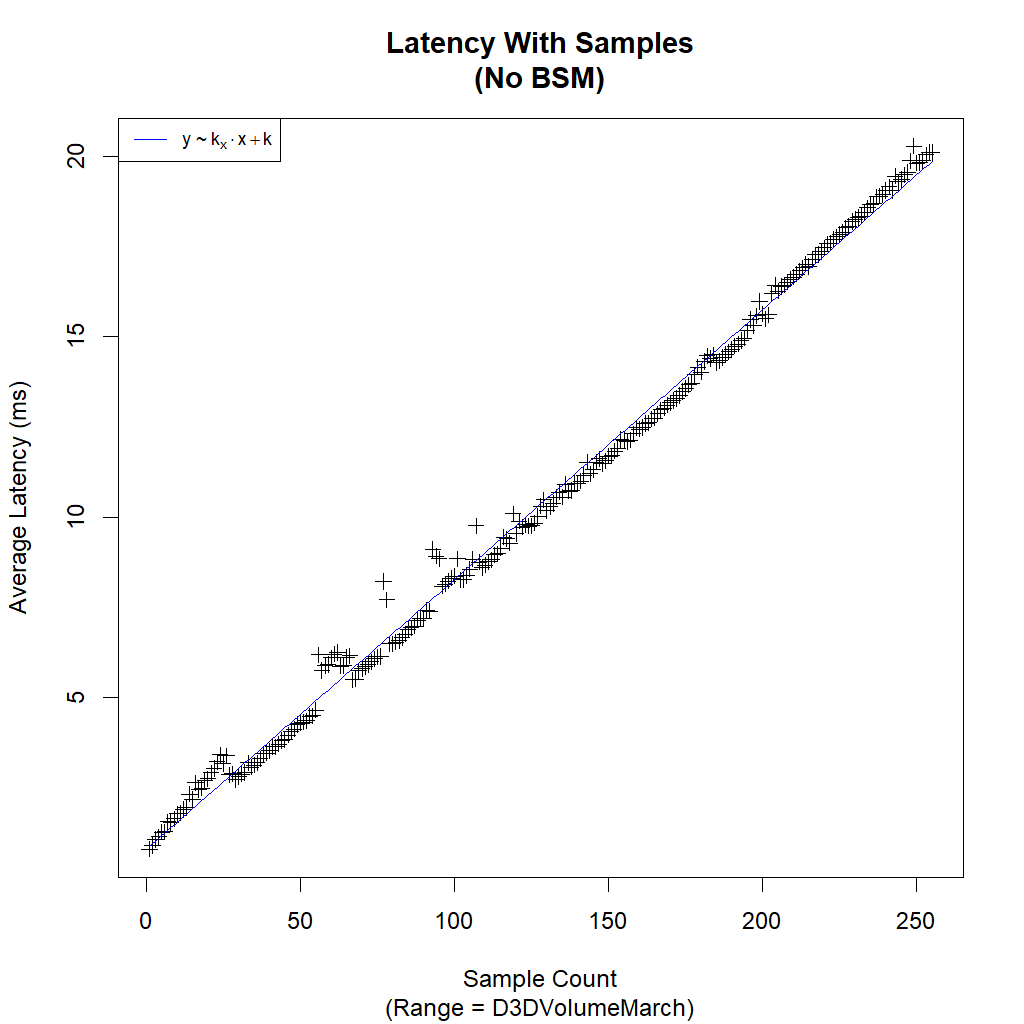 Latency With Samples
(No BSM)
y ~ kₓ · x + k
Average Latency (ms)
20
15
10
5
0 50 100 150 200 250
Sample Count
(Range = D3DVolumeMarch)